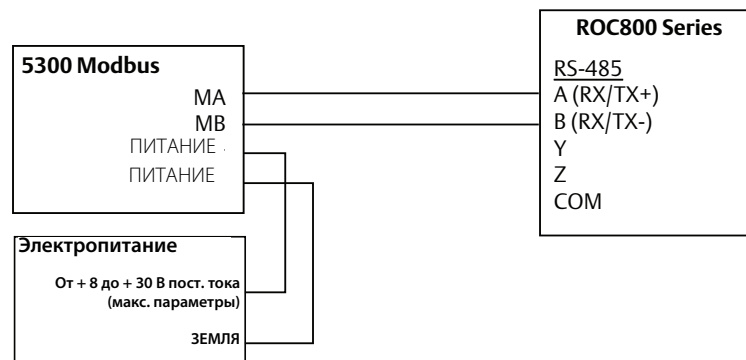 5300 Modbus
MA
MB
ПИТАНИЕ
ПИТАНИЕ
Электропитание
От + 8 до + 30 В пост. тока
(макс. параметры)
ЗЕМЛЯ
ROC800 Series
RS-485
A (RX/TX+)
B (RX/TX-)
Y
Z
COM